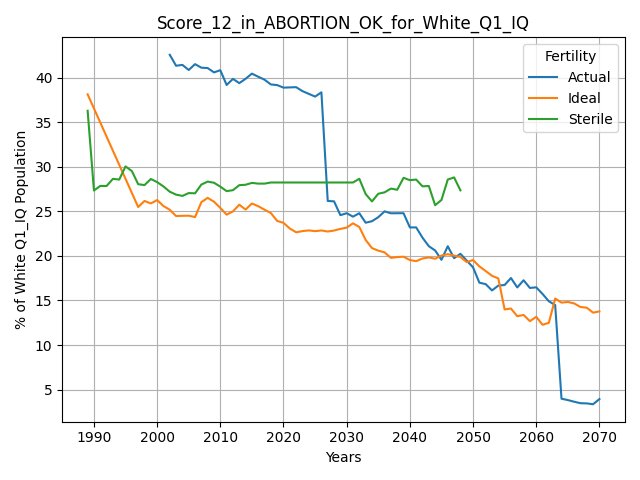 Score_12_in_ABORTION_OK_for_White_Q1_IQ
% of White Q1_IQ Population
40
35
30
25
20
15
10
5
Fertility
Actual
Ideal
Sterile
1990 2000 2010 2020 2030 2040 2050 2060 2070
Years